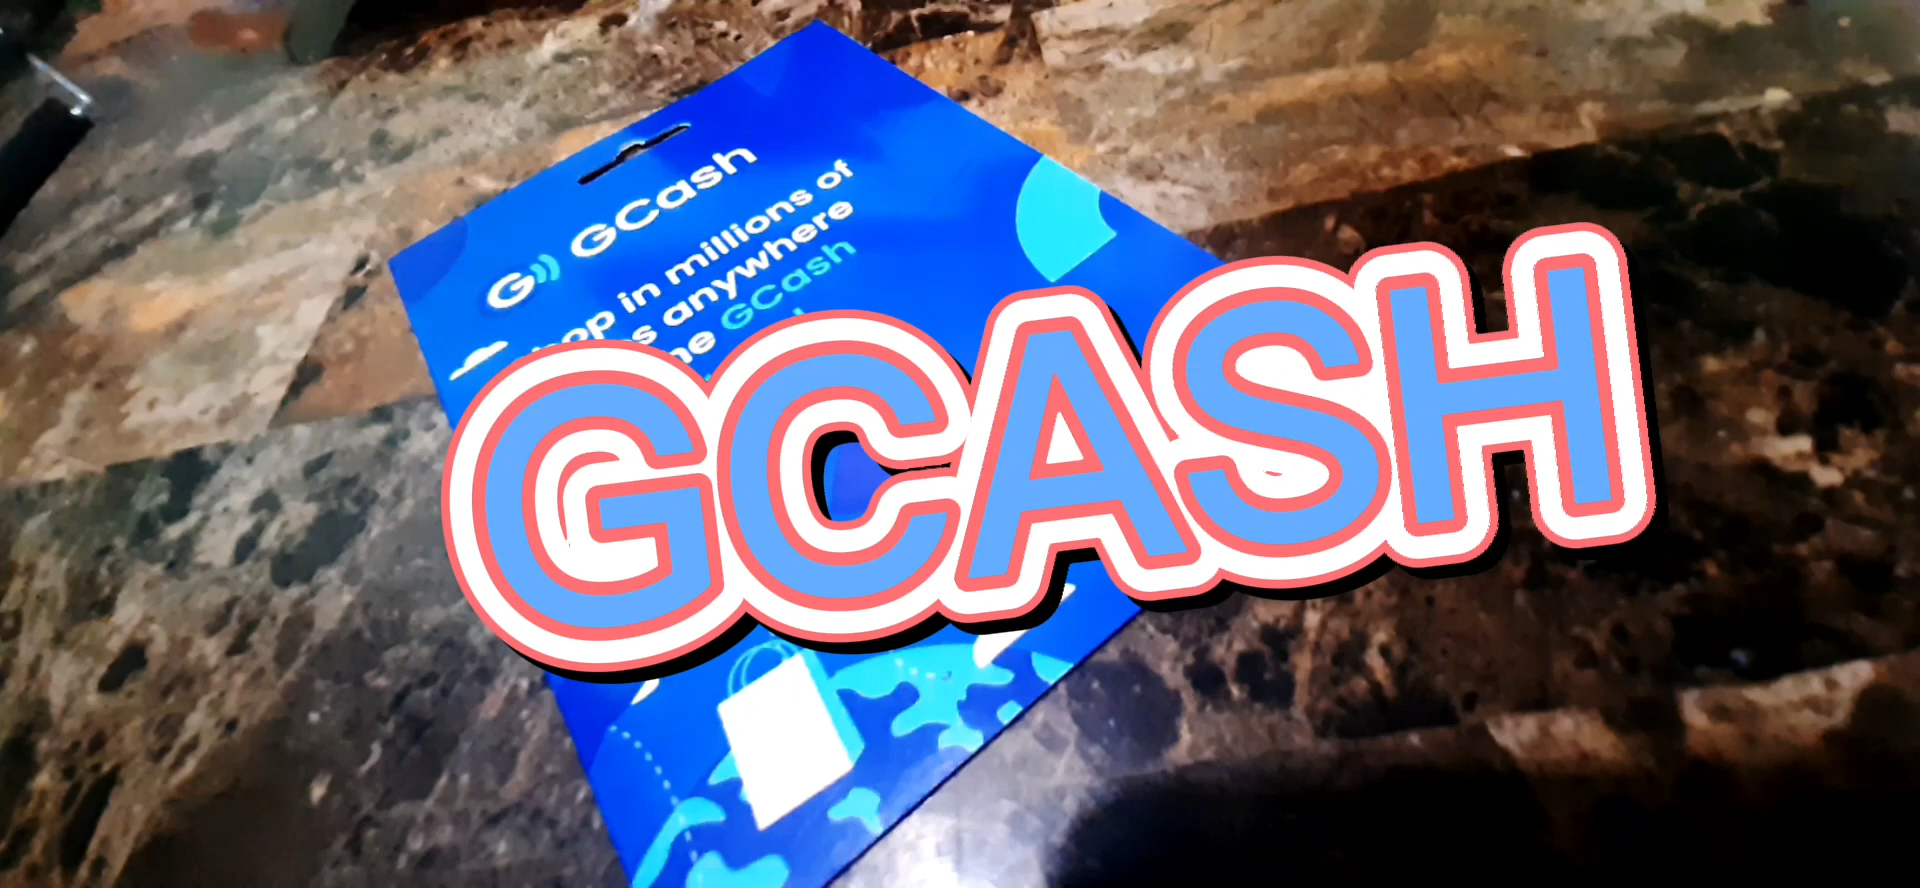 G)) GCash
in millions of
anywhere
GCash
GCASH